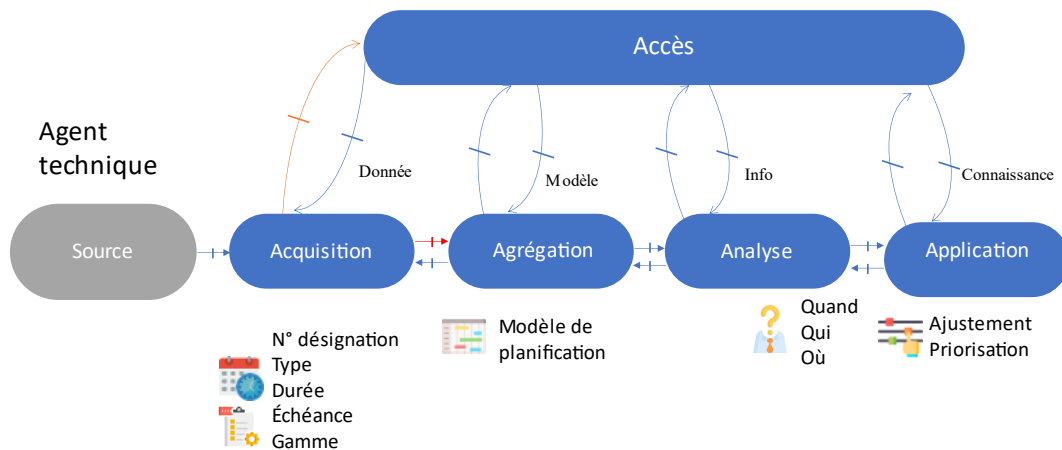 Accès
Agent
technique
Donnée
Modèle
Info
Connaissance
Source
Acquisition
Agrégation
Analyse
Application
N° désignation
Type
Durée
Échéance
Gamme
Modèle de
planification
Quand
Qui
Où
Ajustement
Priorisation